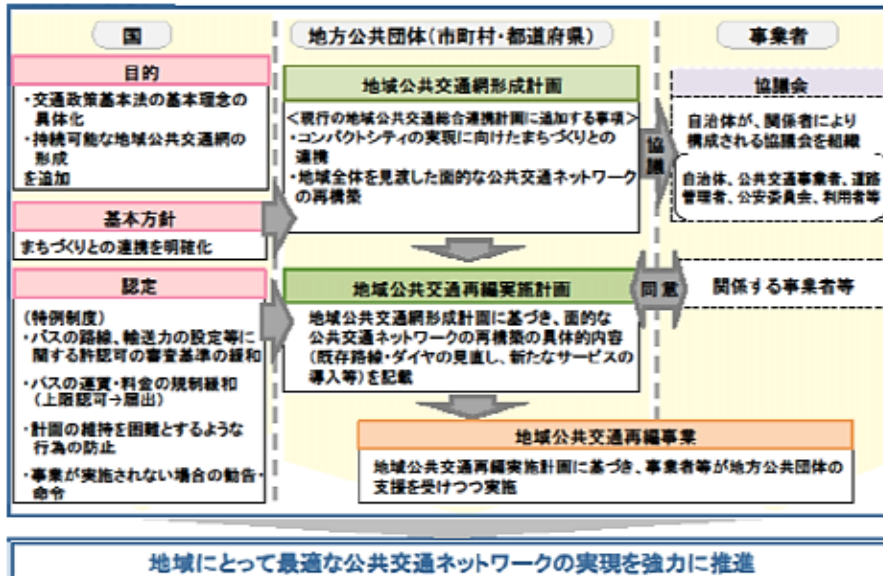 国
目的
・交通政策基本法の基本理念の
具体化
・持続可能な地域公共交通網の
形成
を追加
基本方針
まちづくりとの連携を明確化
認定
(特例制度)
・バスの路線、輸送力の設定等に
関する許認可の審査基準の緩和
・バスの運賃・料金の規制緩和
(上限認可→届出)
・計画の維持を困難とするような
行為の防止
・事業が実施されない場合の勧告・
命令
地方公共団体(市町村・都道府県)
地域公共交通網形成計画
<現行の地域公共交通総合連携計画に追加する事項>
・コンパクトシティの実現に向けたまちづくりとの
連携
・地域全体を見渡した面的な公共交通ネットワーク
の再構築
協議
地域公共交通再編実施計画
地域公共交通網形成計画に基づき、面的な
公共交通ネットワークの再構築の具体的内容
(既存路線・ダイヤの見直し、新たなサービスの
導入等)を記載
同意
事業者
協議会
自治体が、関係者により
構成される協議会を組織
自治体、公共交通事業者、道路
管理者、公安委員会、利用者等
関係する事業者等
地域公共交通再編事業
地域公共交通再編実施計画に基づき、事業者等が地方公共団体の
支援を受けつつ実施
地域にとって最適な公共交通ネットワークの実現を強力に推進